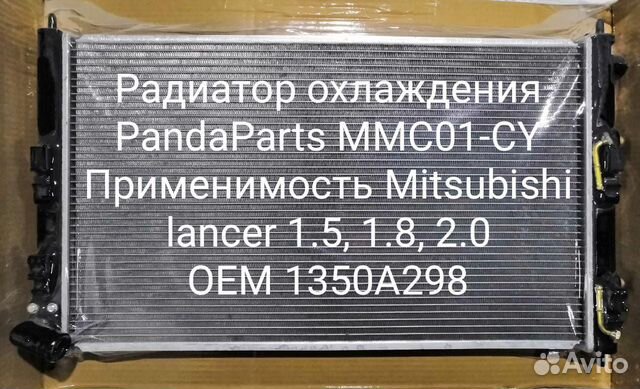 Радиатор охлаждения
PandaParts MMC01-CY
Применимость Mitsubishi
lancer 1.5, 1.8, 2.0
OEM 1350A298
Avito